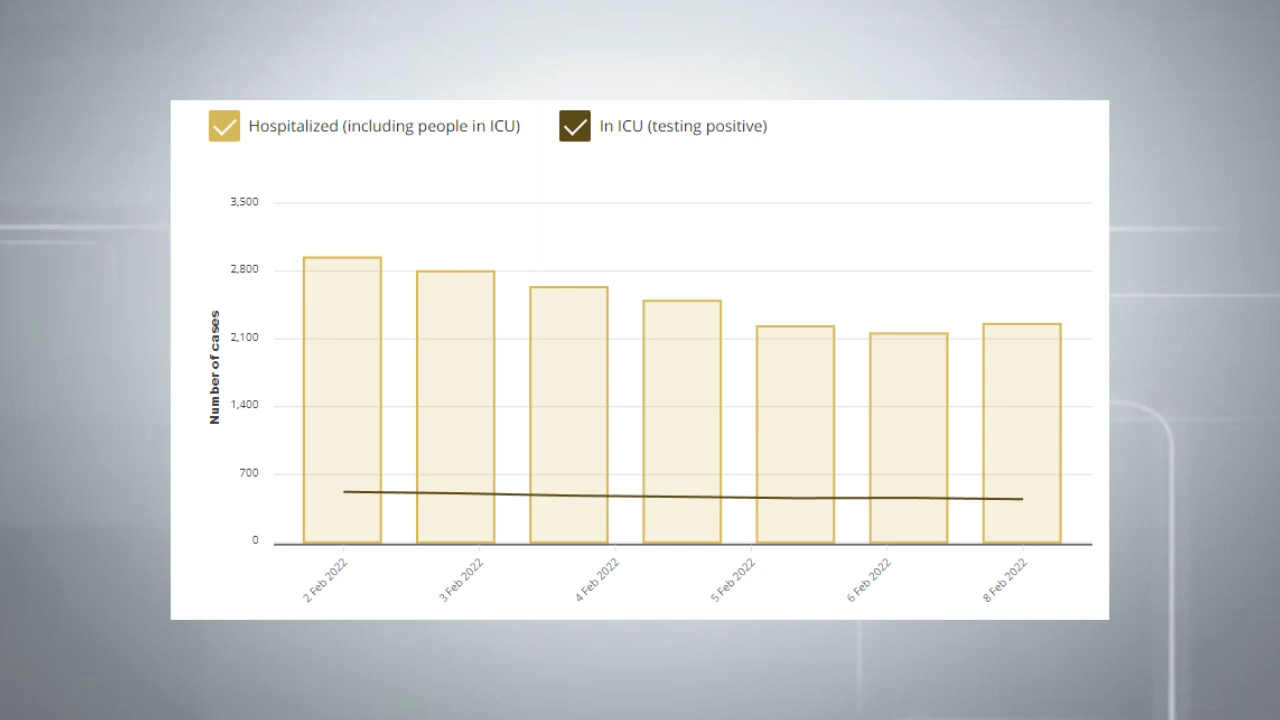 Hospitalized (including people in ICU)
In ICU (testing positive)
3,500
2,800
2,100
1,400
700
0
Number of cases
2 Feb 2022
3 Feb 2022
4 Feb 2022
5 Feb 2022
6 Feb 2022
8 Feb 2022